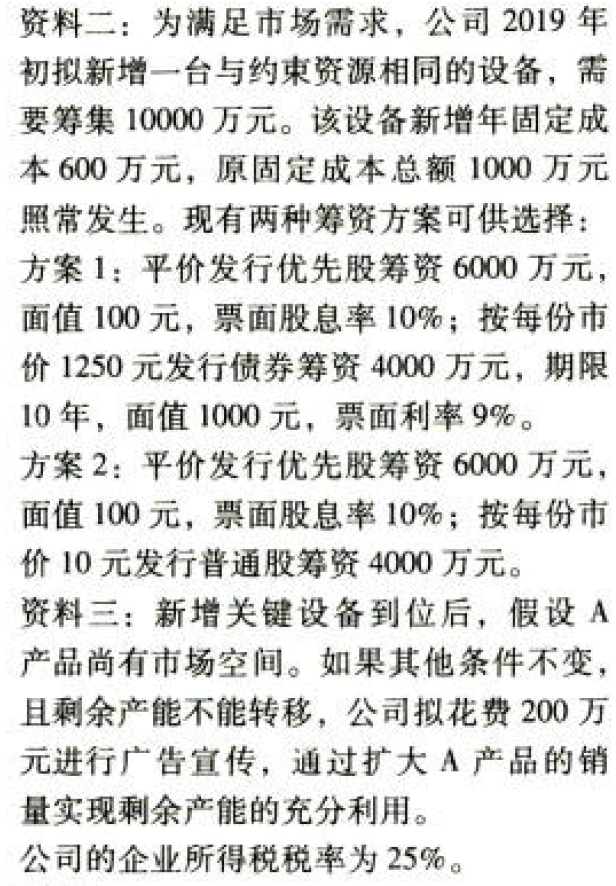 资料二：为满足市场需求，公司 2019 年
初拟新增一台与约束资源相同的设备，需
要筹集 10000 万元。该设备新增年固定成
本 600 万元，原固定成本总额 1000 万元
照常发生。现有两种筹资方案可供选择：
方案 1：平价发行优先股筹资 6000 万元，
面值 100 元，票面股息率 10%；按每份市
价 1250 元发行债券筹资 4000 万元，期限
10 年，面值 1000 元，票面利率 9%。
方案 2：平价发行优先股筹资 6000 万元，
面值 100 元，票面股息率 10%；按每份市
价 10 元发行普通股筹资 4000 万元。
资料三：新增关键设备到位后，假设 A
产品尚有市场空间。如果其他条件不变，
且剩余产能不能转移，公司拟花费 200 万
元进行广告宣传，通过扩大 A 产品的销
量实现剩余产能的充分利用。
公司的企业所得税税率为 25%。